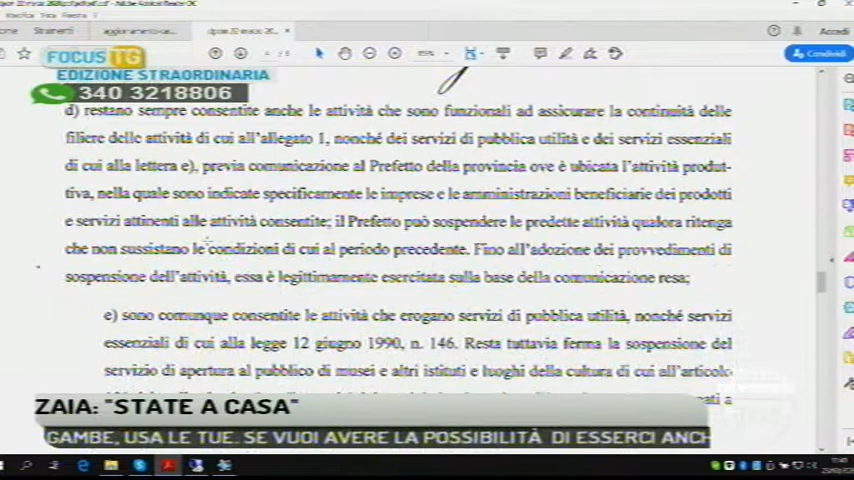 Strumenti
dpcm 22 marzo 20...
Accedi
Condividi
FOCUS TG
EDIZIONE STRAORDINARIA
340 3218806
d) restano sempre consentite anche le attività che sono funzionali ad assicurare la continuità delle
filiere delle attività di cui all'allegato 1, nonché dei servizi di pubblica utilità e dei servizi essenziali
di cui alla lettera e), previa comunicazione al Prefetto della provincia ove è ubicata l'attività produt-
tiva, nella quale sono indicate specificamente le imprese e le amministrazioni beneficiarie dei prodotti
e servizi attinenti alle attività consentite; il Prefetto può sospendere le predette attività qualora ritenga
che non sussistano le condizioni di cui al periodo precedente. Fino all'adozione dei provvedimenti di
sospensione dell'attività, essa è legittimamente esercitata sulla base della comunicazione resa;
e) sono comunque consentite le attività che erogano servizi di pubblica utilità, nonché servizi
essenziali di cui alla legge 12 giugno 1990, n. 146. Resta tuttavia ferma la sospensione del
servizio di apertura al pubblico di musei e altri istituti e luoghi della cultura di cui all'articolo
ZAIA: "STATE A CASA"
GAMBE, USA LE TUE. SE VUOI AVERE LA POSSIBILITÀ DI ESSERCI ANCH